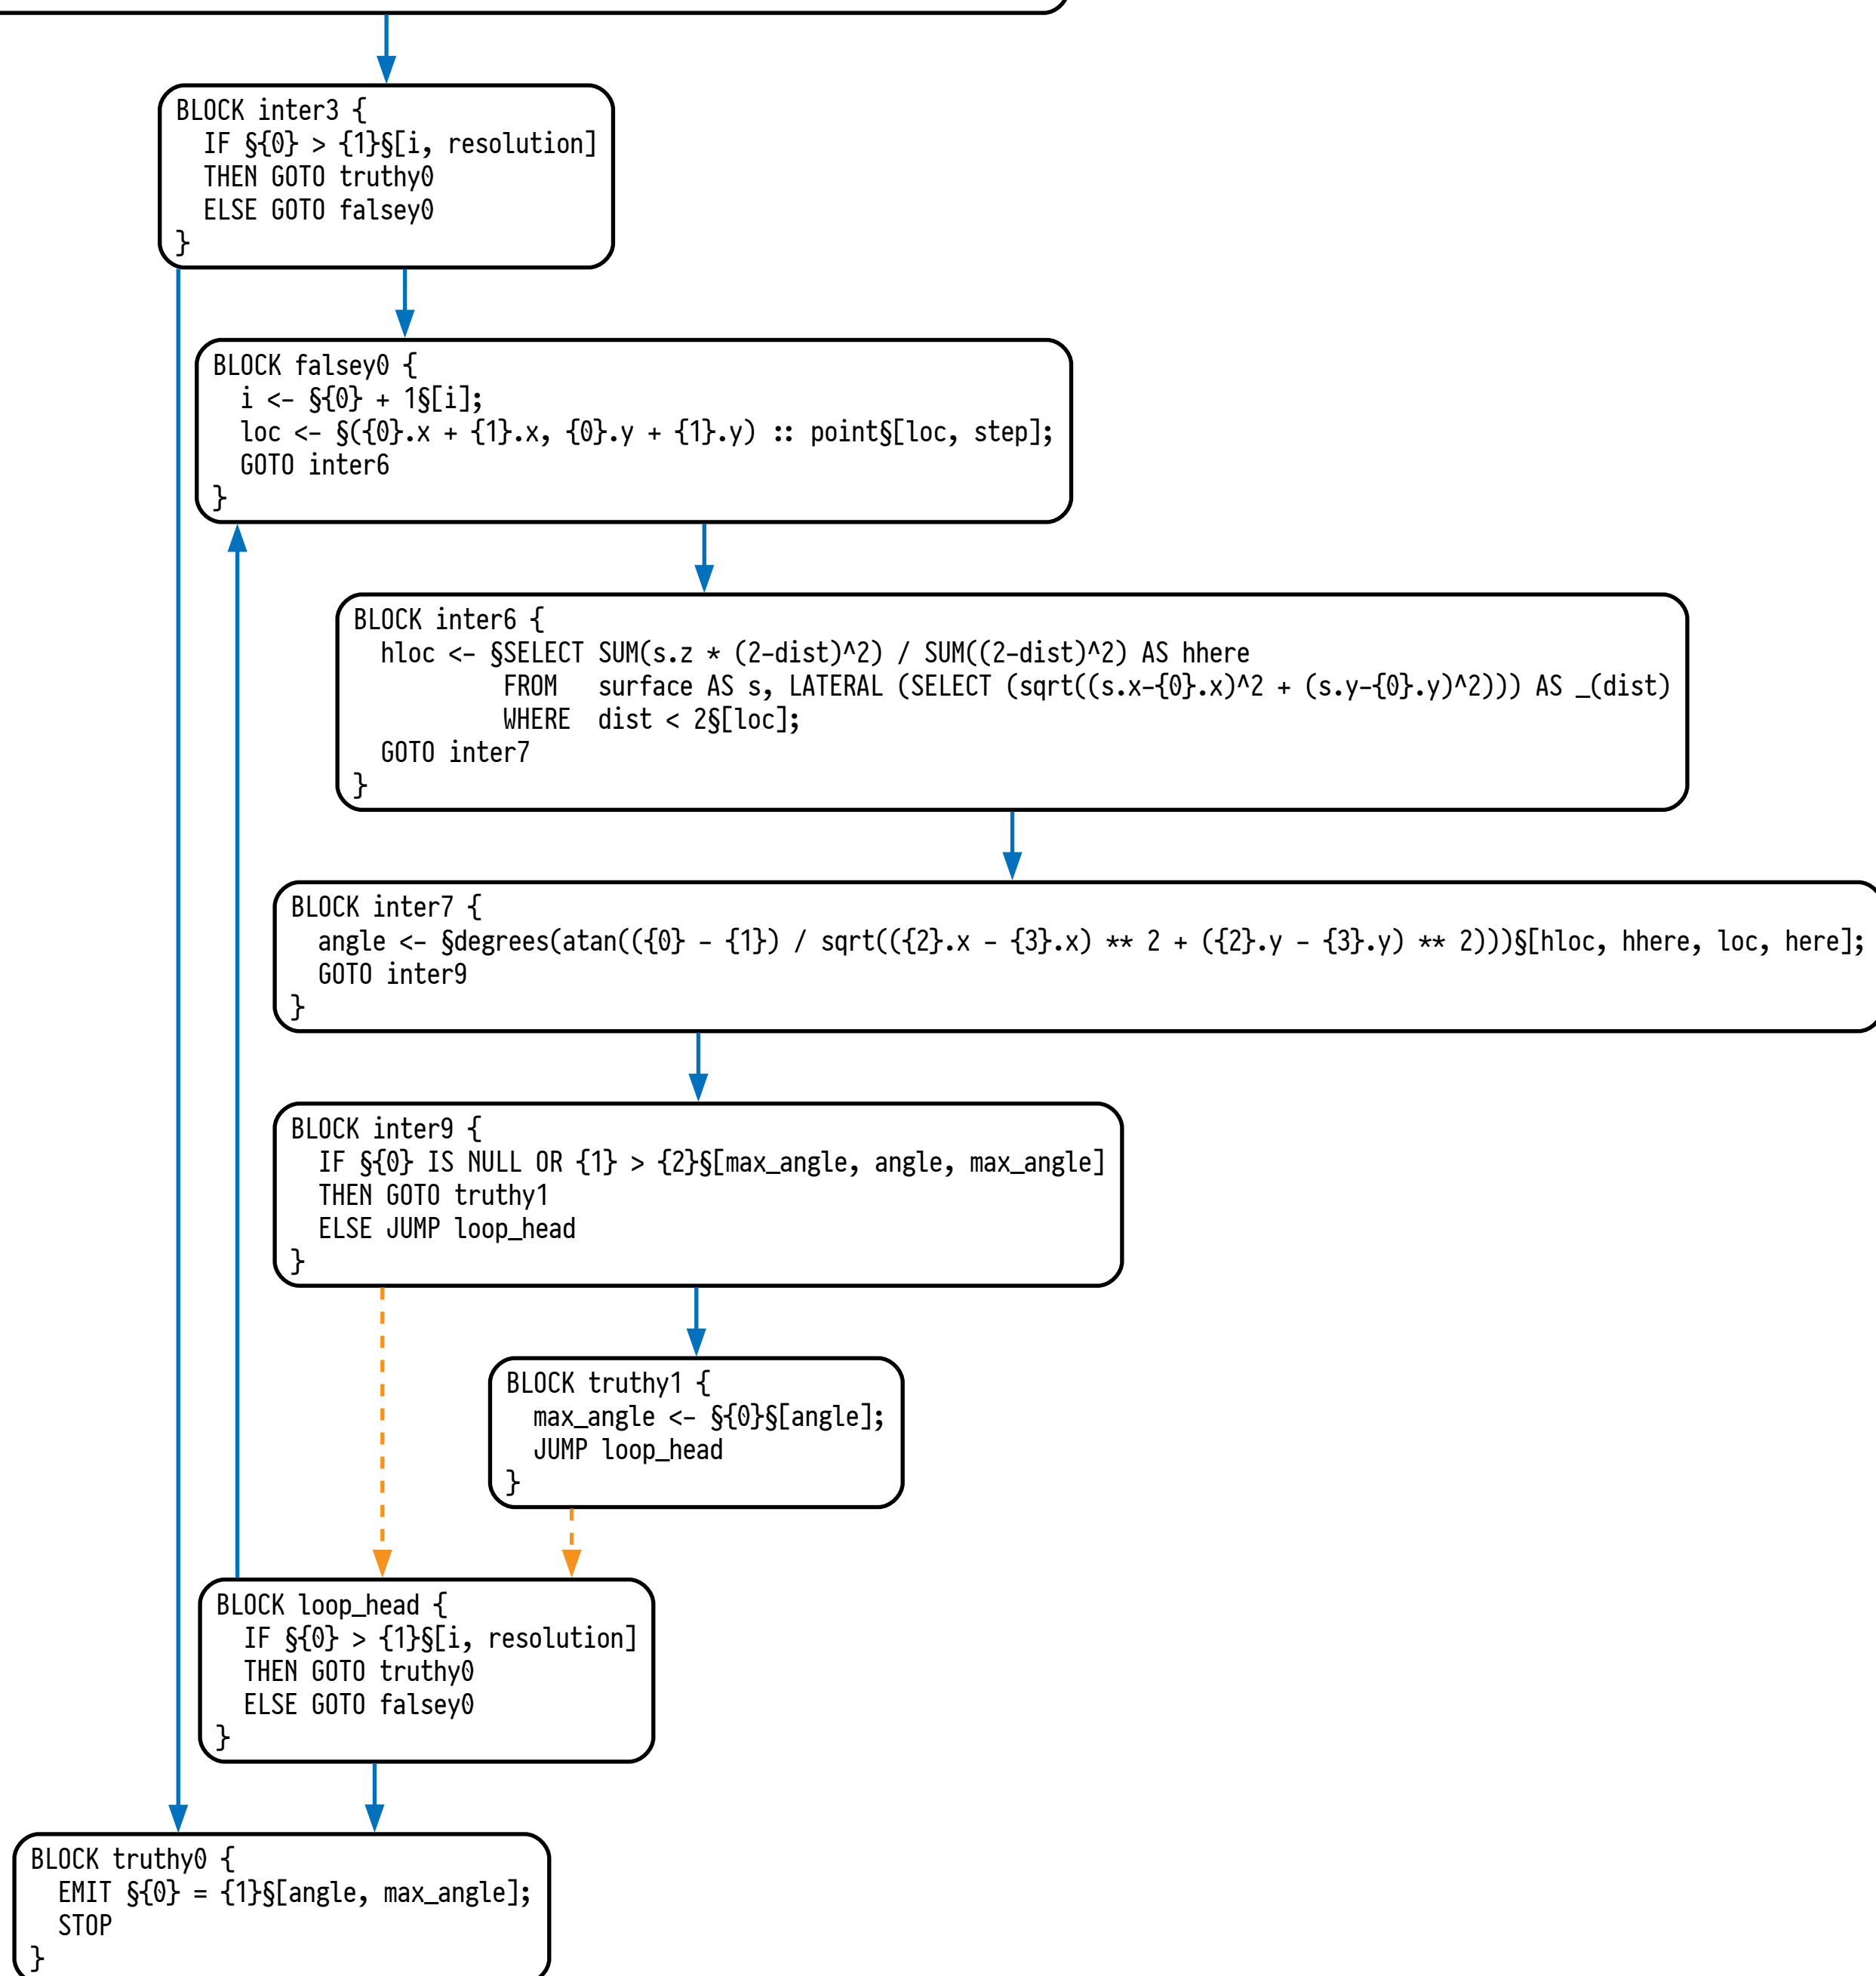 BLOCK inter3 {
  IF §{0} > {1}§[i, resolution]
  THEN GOTO truthy0
  ELSE GOTO falsey0
}
BLOCK falsey0 {
  i <- §{0} + 1§[i];
  loc <- §({0}.x + {1}.x, {0}.y + {1}.y) :: point§[loc, step];
  GOTO inter6
}
BLOCK inter6 {
  hloc <- §SELECT SUM(s.z * (2-dist)^2) / SUM((2-dist)^2) AS hhere
           FROM   surface AS s, LATERAL (SELECT (sqrt((s.x-{0}.x)^2 + (s.y-{0}.y)^2))) AS _(dist)
           WHERE  dist < 2§[loc];
  GOTO inter7
}
BLOCK inter7 {
  angle <- §degrees(atan(({0} - {1}) / sqrt(({2}.x - {3}.x) ** 2 + ({2}.y - {3}.y) ** 2)))§[hloc, hhere, loc, here];
  GOTO inter9
}
BLOCK inter9 {
  IF §{0} IS NULL OR {1} > {2}§[max_angle, angle, max_angle]
  THEN GOTO truthy1
  ELSE JUMP loop_head
}
BLOCK truthy1 {
  max_angle <- §{0}§[angle];
  JUMP loop_head
}
BLOCK loop_head {
  IF §{0} > {1}§[i, resolution]
  THEN GOTO truthy0
  ELSE GOTO falsey0
}
BLOCK truthy0 {
  EMIT §{0} = {1}§[angle, max_angle];
  STOP
}